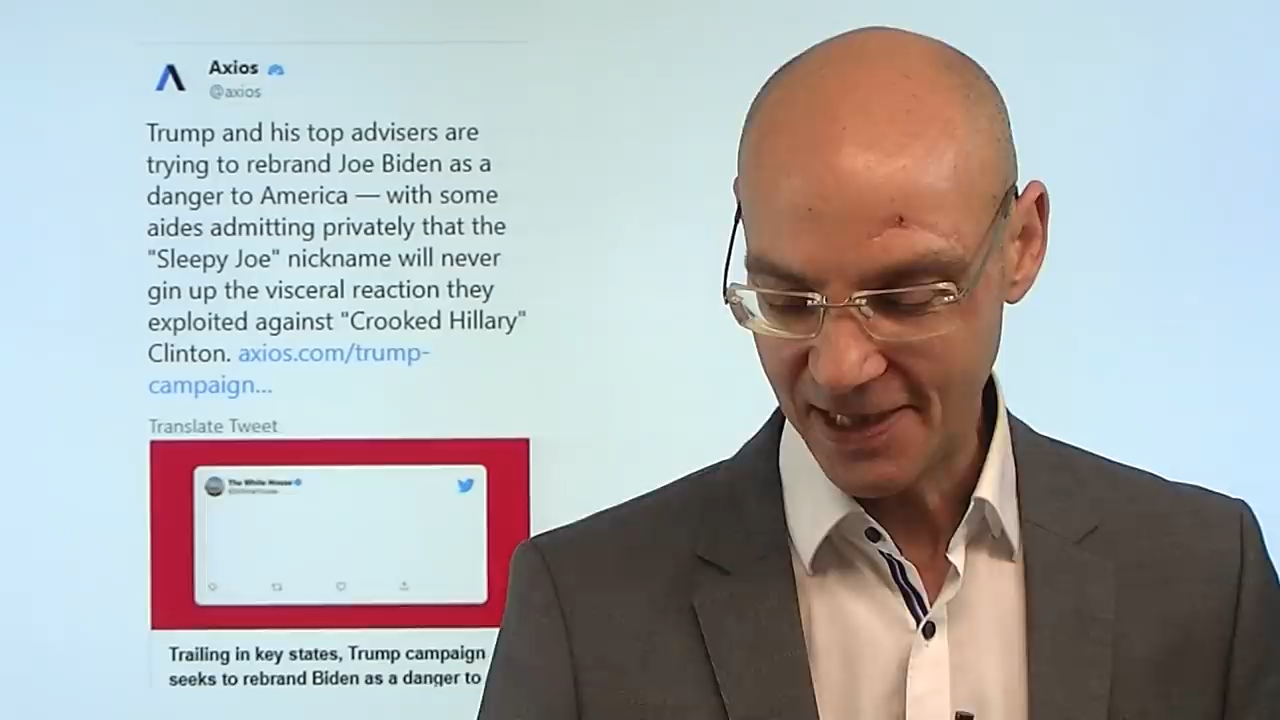 Axios
@axios
Trump and his top advisers are
trying to rebrand Joe Biden as a
danger to America — with some
aides admitting privately that the
"Sleepy Joe" nickname will never
gin up the visceral reaction they
exploited against "Crooked Hillary"
Clinton. axios.com/trump-
campaign...
Translate Tweet
The White House
Trailing in key states, Trump campaign
seeks to rebrand Biden as a danger to